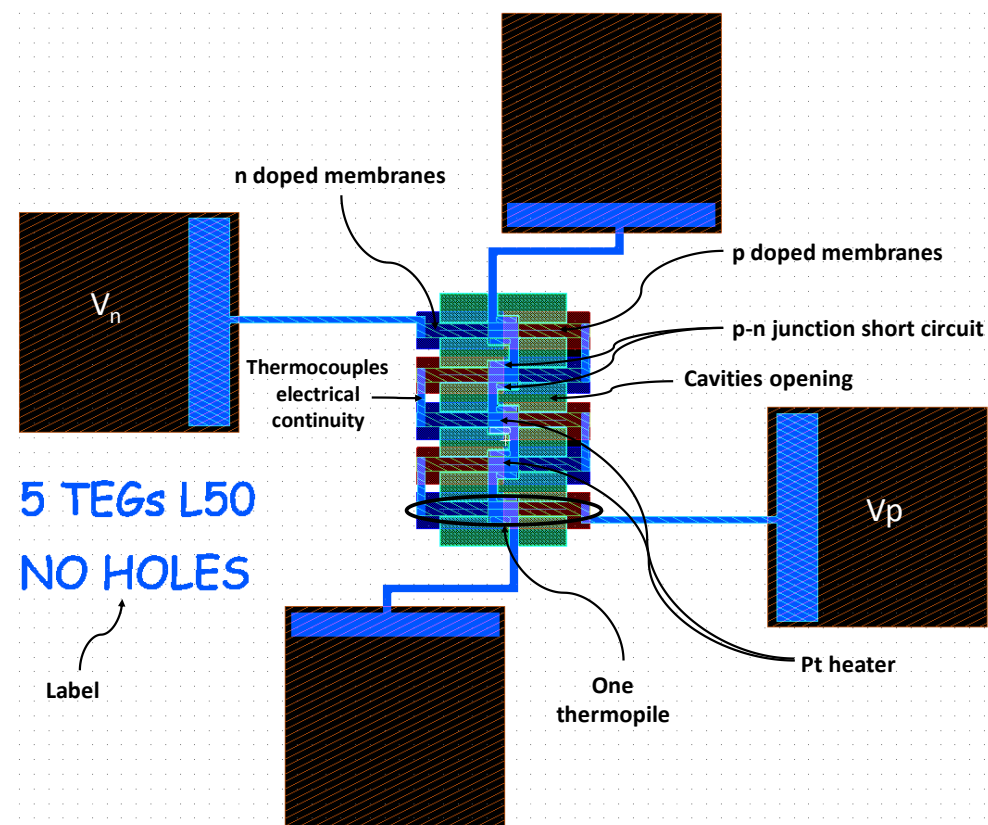 n doped membranes
p doped membranes
V_n
p-n junction short circuit
Thermocouples
electrical
continuity
Cavities opening
5 TEGs L50
NO HOLES
Vp
Label
One
thermopile
Pt heater